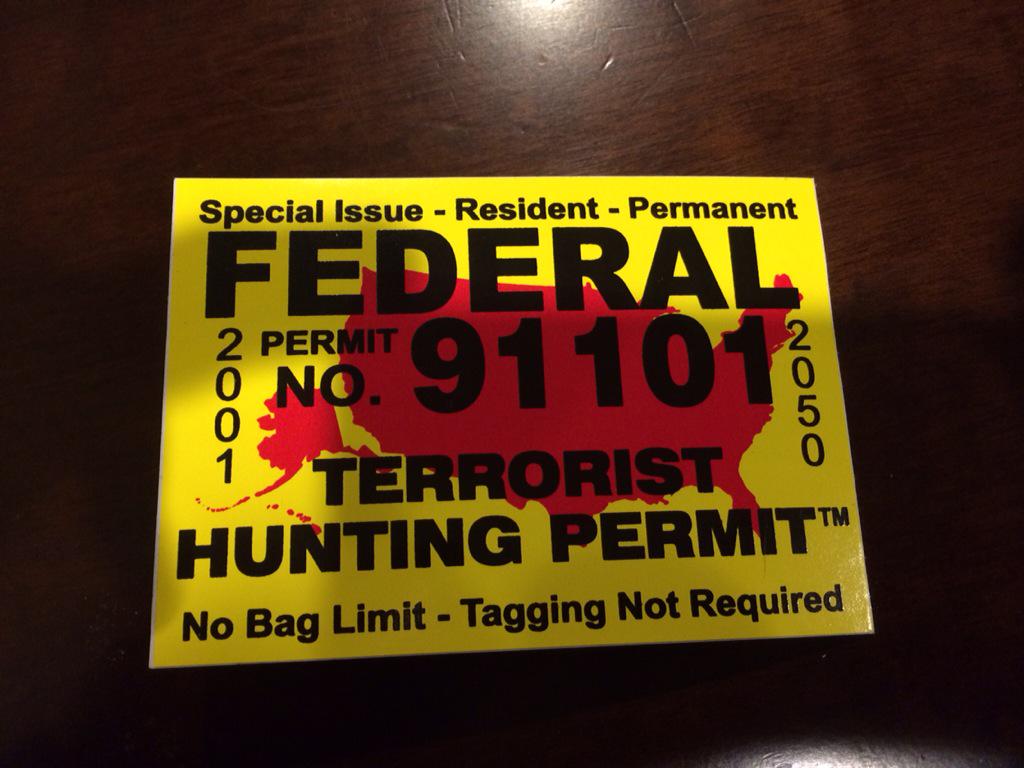 Special Issue - Resident - Permanent
FEDERAL
2001
PERMIT
NO. 91101
2050
TERRORIST
HUNTING PERMIT™
No Bag Limit - Tagging Not Required